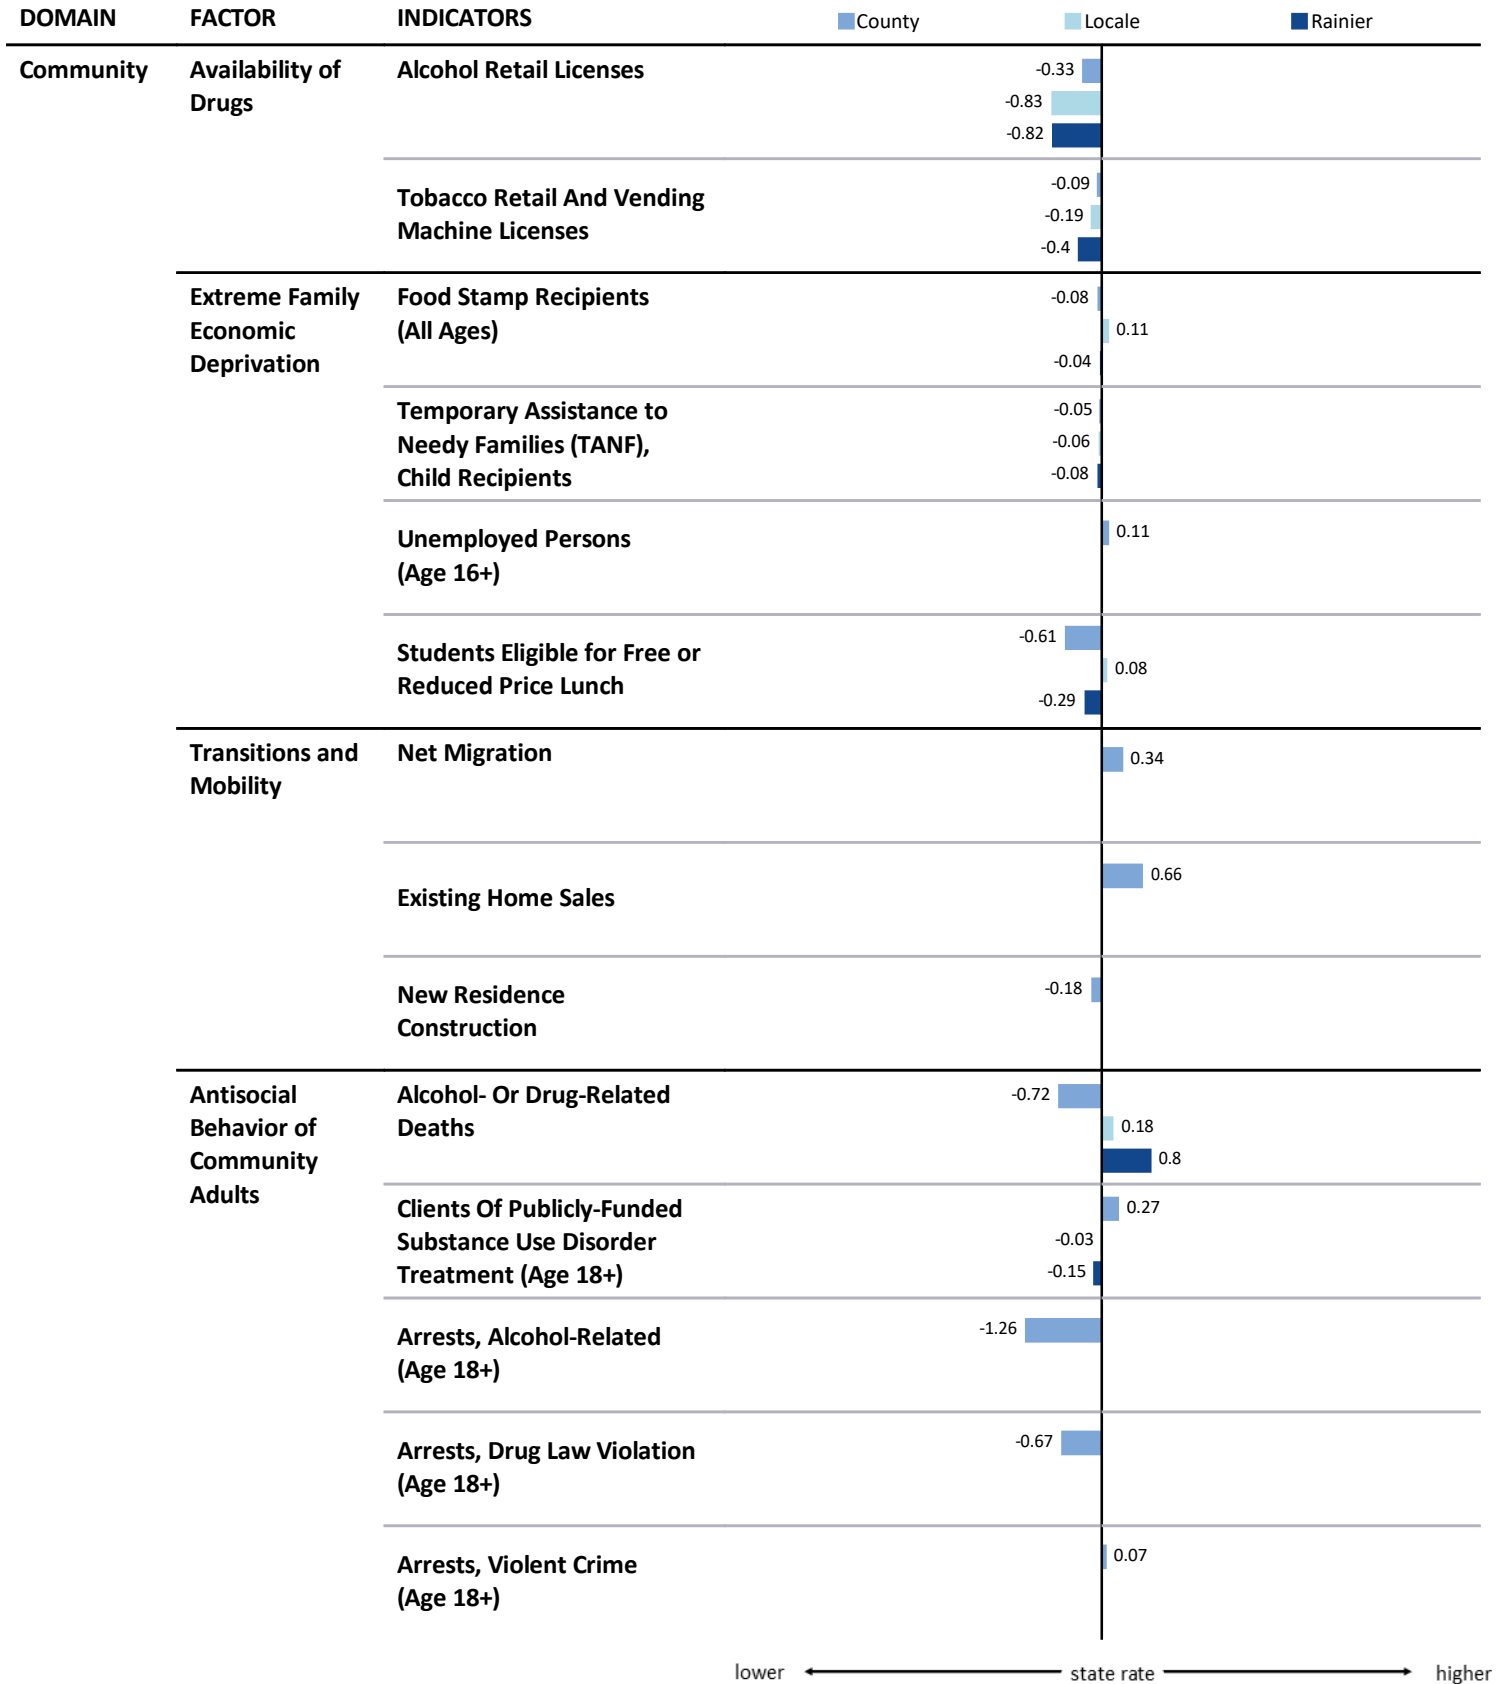 DOMAIN FACTOR INDICATORS County Locale Rainier
Community Availability of Drugs Alcohol Retail Licenses
-0.33
-0.83
-0.82
Tobacco Retail And Vending
Machine Licenses
-0.09
-0.19
-0.4
Extreme Family
Economic
Deprivation
Food Stamp Recipients
(All Ages)
-0.08
0.11
-0.04
Temporary Assistance to
Needy Families (TANF),
Child Recipients
-0.05
-0.06
-0.08
Unemployed Persons
(Age 16+)
0.11
Students Eligible for Free or
Reduced Price Lunch
-0.61
0.08
-0.29
Transitions and
Mobility
Net Migration
0.34
Existing Home Sales
0.66
New Residence
Construction
-0.18
Antisocial
Behavior of
Community
Adults
Alcohol- Or Drug-Related
Deaths
-0.72
0.18
0.8
Clients Of Publicly-Funded
Substance Use Disorder
Treatment (Age 18+)
0.27
-0.03
-0.15
Arrests, Alcohol-Related
(Age 18+)
-1.26
Arrests, Drug Law Violation
(Age 18+)
-0.67
Arrests, Violent Crime
(Age 18+)
0.07
lower state rate higher